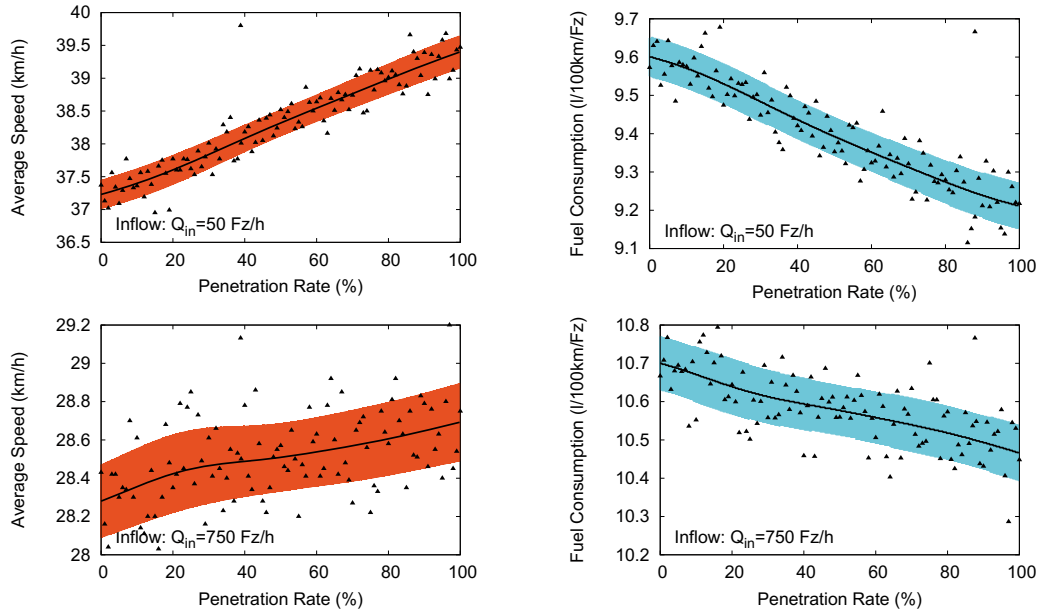 40
39.5
39
38.5
38
37.5
37
36.5
36
Average Speed (km/h)
Inflow: Q_in=50 Fz/h
0 20 40 60 80 100
Penetration Rate (%)
9.7
9.6
9.5
9.4
9.3
9.2
9.1
Fuel Consumption (l/100km/Fz)
Inflow: Q_in=50 Fz/h
0 20 40 60 80 100
Penetration Rate (%)
29.2
29
28.8
28.6
28.4
28.2
28
Average Speed (km/h)
Inflow: Q_in=750 Fz/h
0 20 40 60 80 100
Penetration Rate (%)
10.8
10.7
10.6
10.5
10.4
10.3
10.2
Fuel Consumption (l/100km/Fz)
Inflow: Q_in=750 Fz/h
0 20 40 60 80 100
Penetration Rate (%)